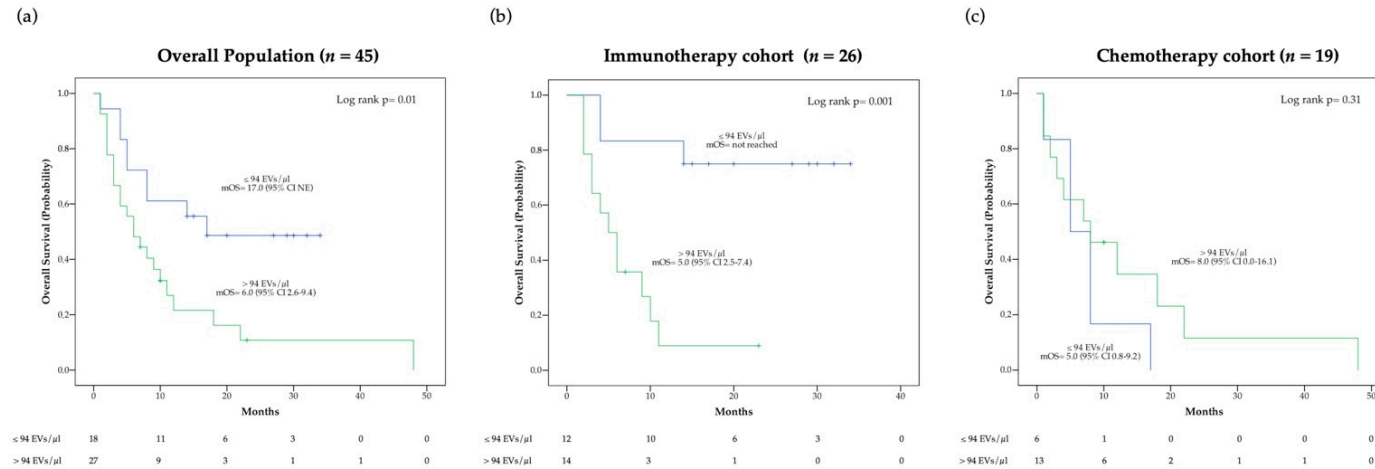 (a)
Overall Population (n = 45)
Overall Survival (Probability)
1.0
0.8
0.6
0.4
0.2
0.0
Log rank p= 0.01
≤ 94 EVs/µl
mOS= 17.0 (95% CI NE)
> 94 EVs/µl
mOS= 6.0 (95% CI 2.6-9.4)
0 10 20 30 40 50
Months
≤ 94 EVs/µl 18 11 6 3 0 0
> 94 EVs/µl 27 9 3 1 1 0
(b)
Immunotherapy cohort (n = 26)
Overall Survival (Probability)
1.0
0.8
0.6
0.4
0.2
0.0
Log rank p= 0.001
≤ 94 EVs/µl
mOS= not reached
> 94 EVs/µl
mOS= 5.0 (95% CI 2.5-7.4)
0 10 20 30 40
Months
≤ 94 EVs/µl 12 10 6 3 0
> 94 EVs/µl 14 3 1 0 0
(c)
Chemotherapy cohort (n = 19)
Overall Survival (Probability)
1.0
0.8
0.6
0.4
0.2
0.0
Log rank p= 0.31
> 94 EVs/µl
mOS= 8.0 (95% CI 0.0-16.1)
≤ 94 EVs/µl
mOS= 5.0 (95% CI 0.8-9.2)
0 10 20 30 40 50
Months
≤ 94 EVs/µl 6 1 0 0 0 0
> 94 EVs/µl 13 6 2 1 1 0